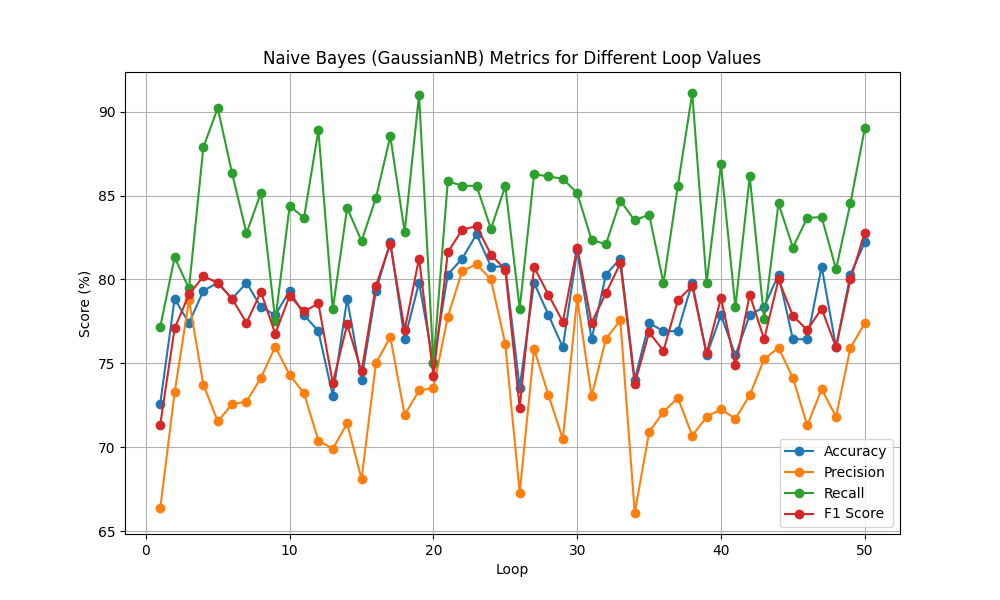 Naive Bayes (GaussianNB) Metrics for Different Loop Values
Score (%)
90
85
80
75
70
65
0 10 20 30 40 50
Loop
Accuracy
Precision
Recall
F1 Score